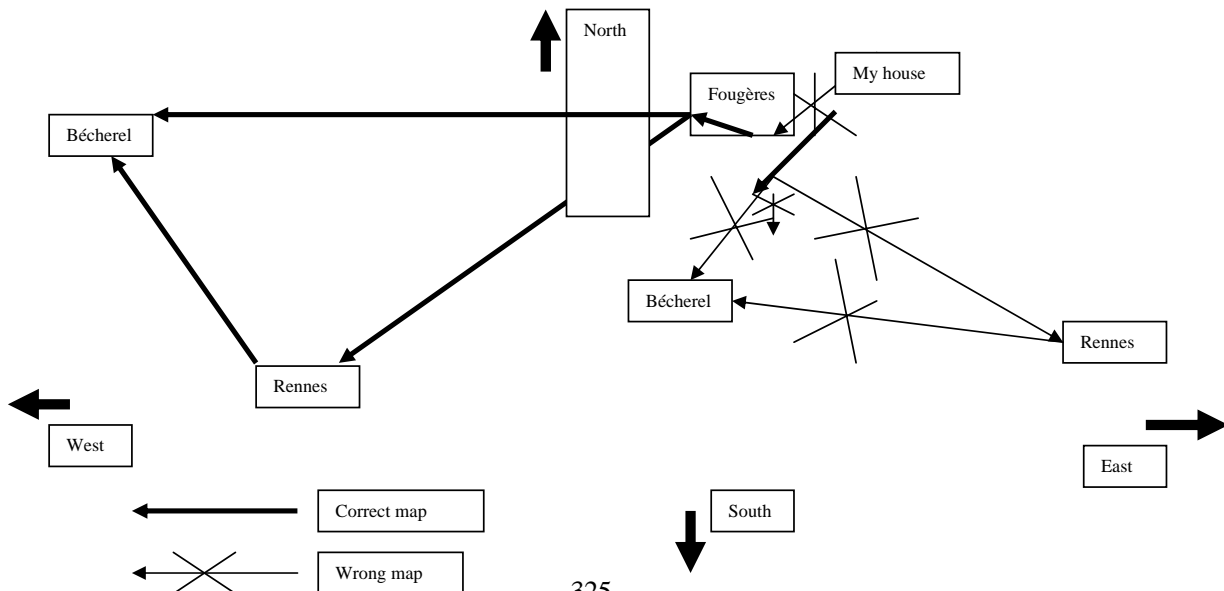 North
My house
Fougères
Bécherel
Bécherel
Rennes
Rennes
West
East
Correct map
South
Wrong map
325